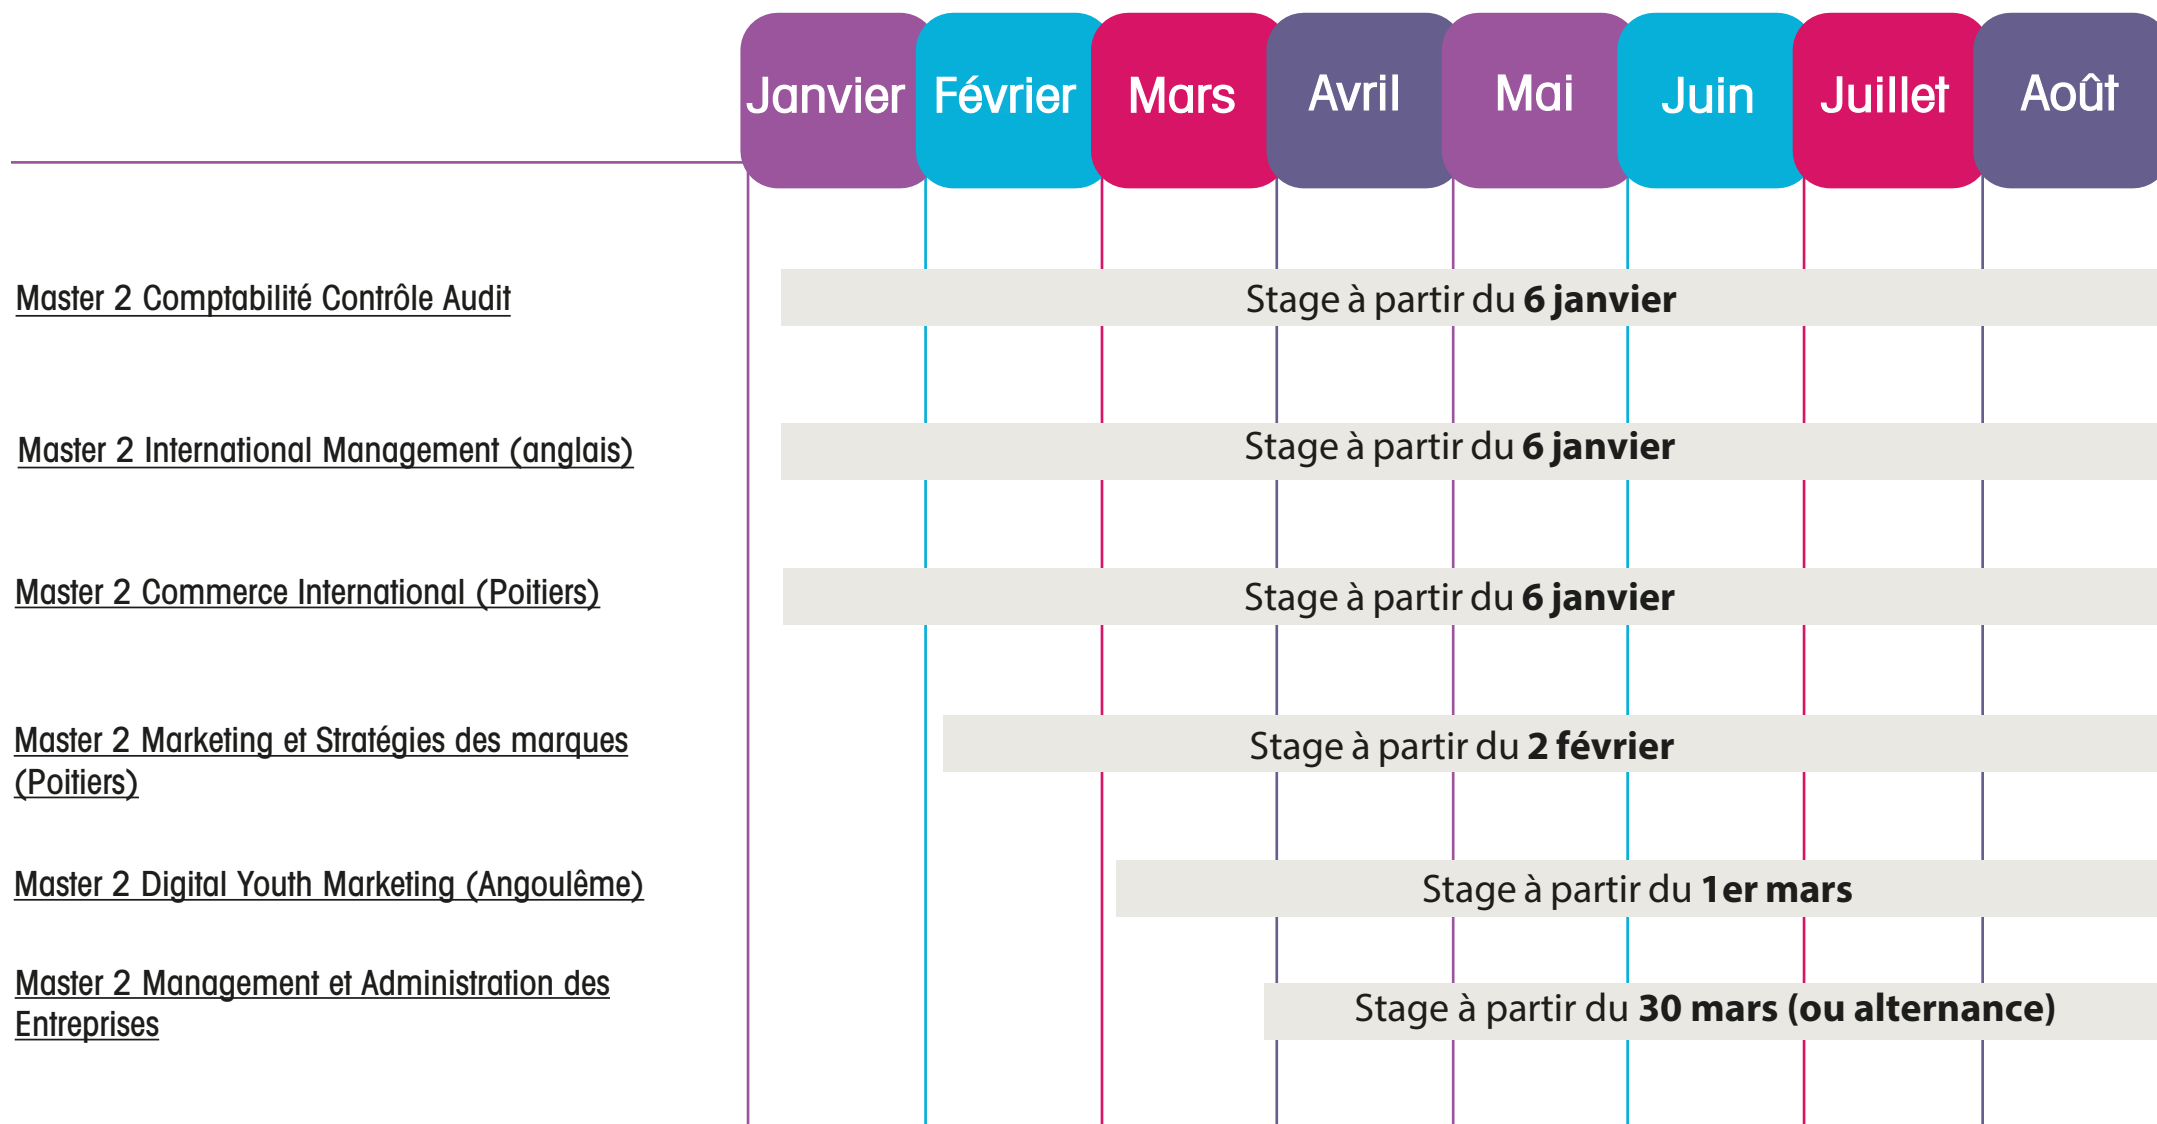 Janvier Février Mars Avril Mai Juin Juillet Août
Master 2 Comptabilité Contrôle Audit
Stage à partir du 6 janvier
Master 2 International Management (anglais)
Stage à partir du 6 janvier
Master 2 Commerce International (Poitiers)
Stage à partir du 6 janvier
Master 2 Marketing et Stratégies des marques
(Poitiers)
Stage à partir du 2 février
Master 2 Digital Youth Marketing (Angoulême)
Stage à partir du 1er mars
Master 2 Management et Administration des
Entreprises
Stage à partir du 30 mars (ou alternance)